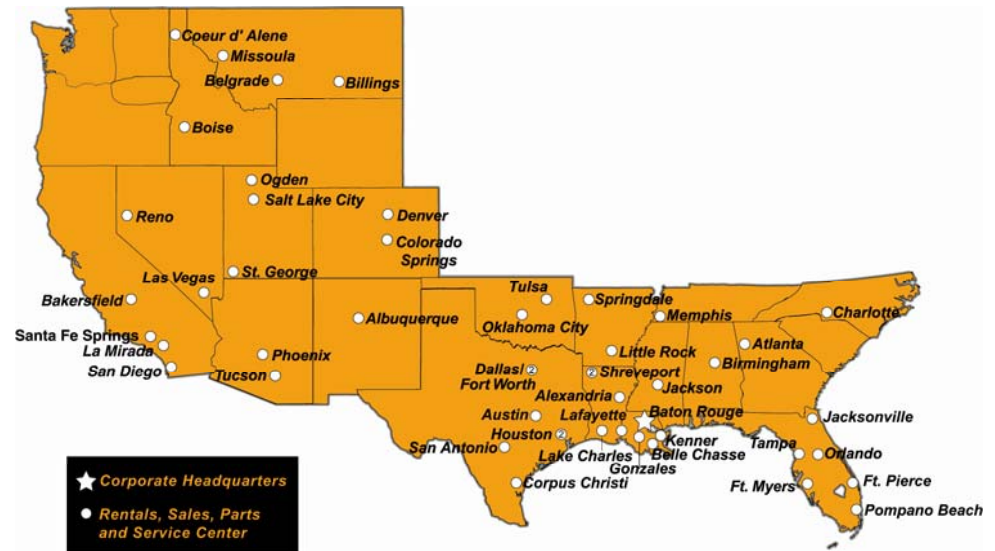 Coeur d' Alene
Missoula
Belgrade
Billings
Boise
Ogden
Salt Lake City
Reno
Denver
Colorado
Springs
Las Vegas
St. George
Bakersfield
Tulsa
Springdale
Albuquerque
Oklahoma City
Memphis
Charlotte
Santa Fe Springs
La Mirada
San Diego
Phoenix
Tucson
Little Rock
Atlanta
Birmingham
Dallas/
Fort Worth
2
2
Shreveport
Jackson
Alexandria
Austin
Lafayette
Baton Rouge
Jacksonville
Houston
2
San Antonio
Lake Charles
Gonzales
Kenner
Belle Chasse
Tampa
Orlando
Corpus Christi
Ft. Myers
Ft. Pierce
Pompano Beach
Corporate Headquarters
Rentals, Sales, Parts
and Service Center